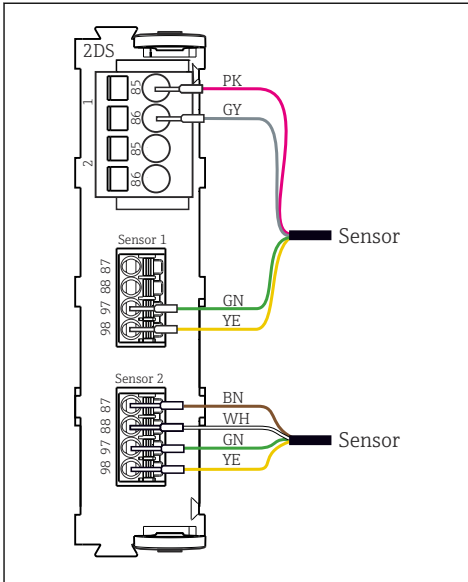 2DS
1
85
PK
86
GY
2
85
86
Sensor
Sensor 1
87
88
97
GN
98
YE
Sensor 2
87
BN
88
WH
97
GN
Sensor
98
YE